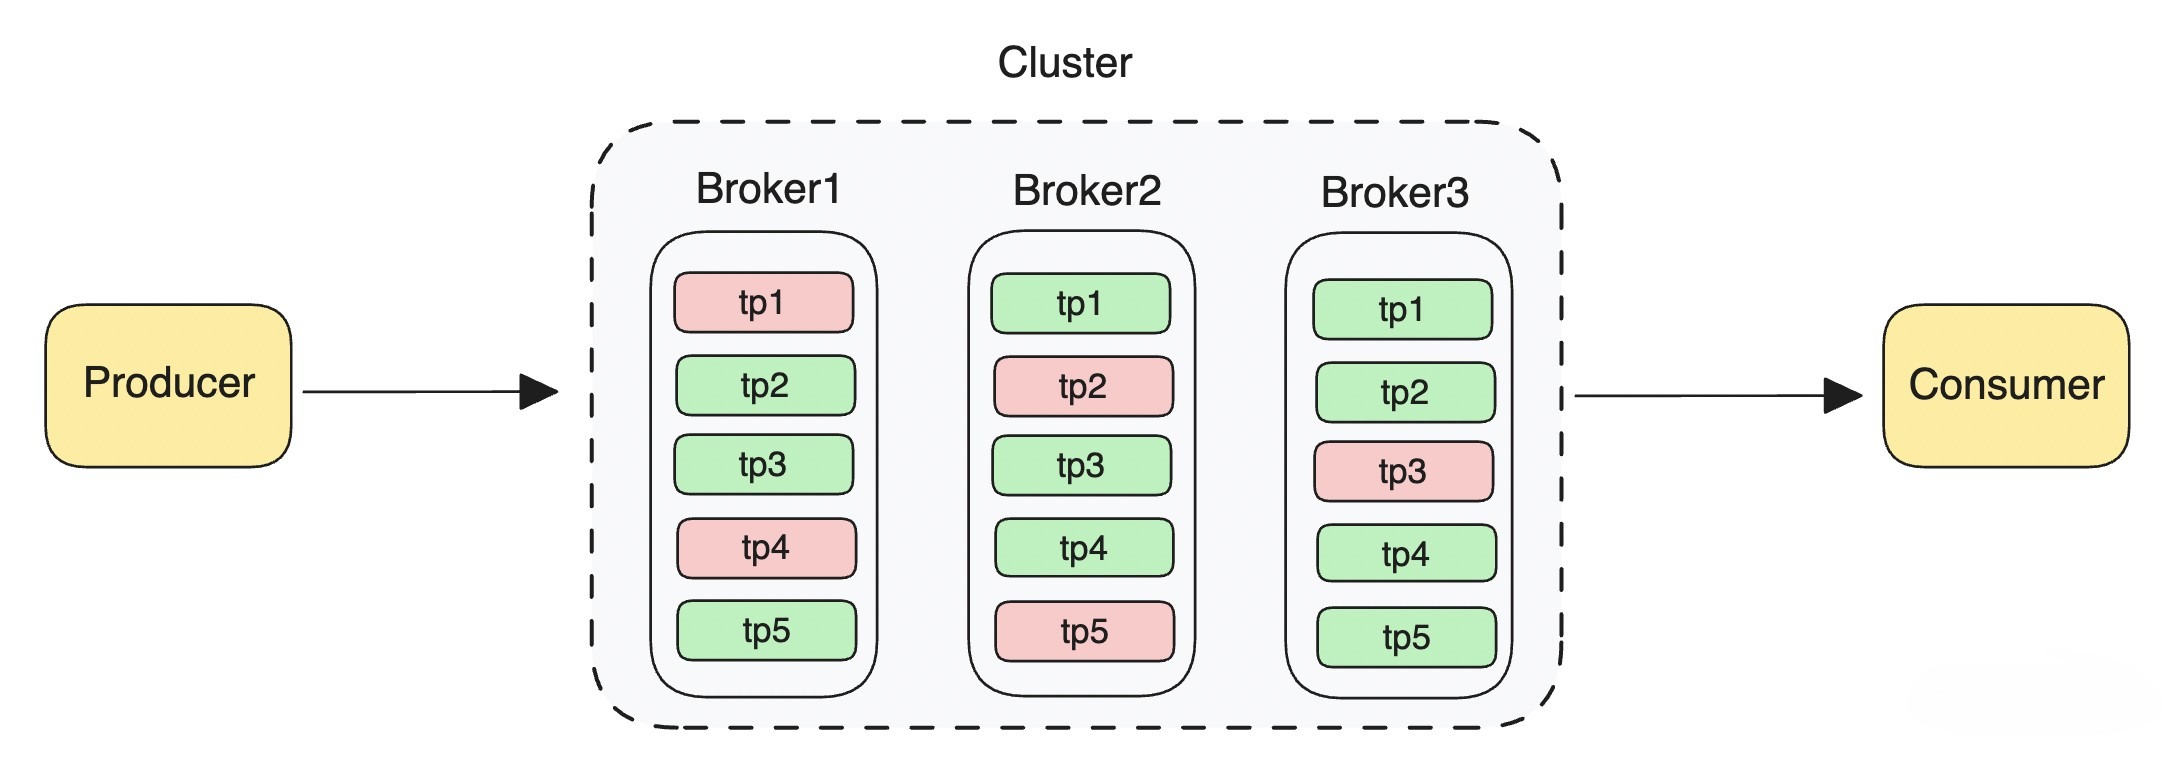 Cluster
Producer
Broker1
tp1
tp2
tp3
tp4
tp5
Broker2
tp1
tp2
tp3
tp4
tp5
Broker3
tp1
tp2
tp3
tp4
tp5
Consumer